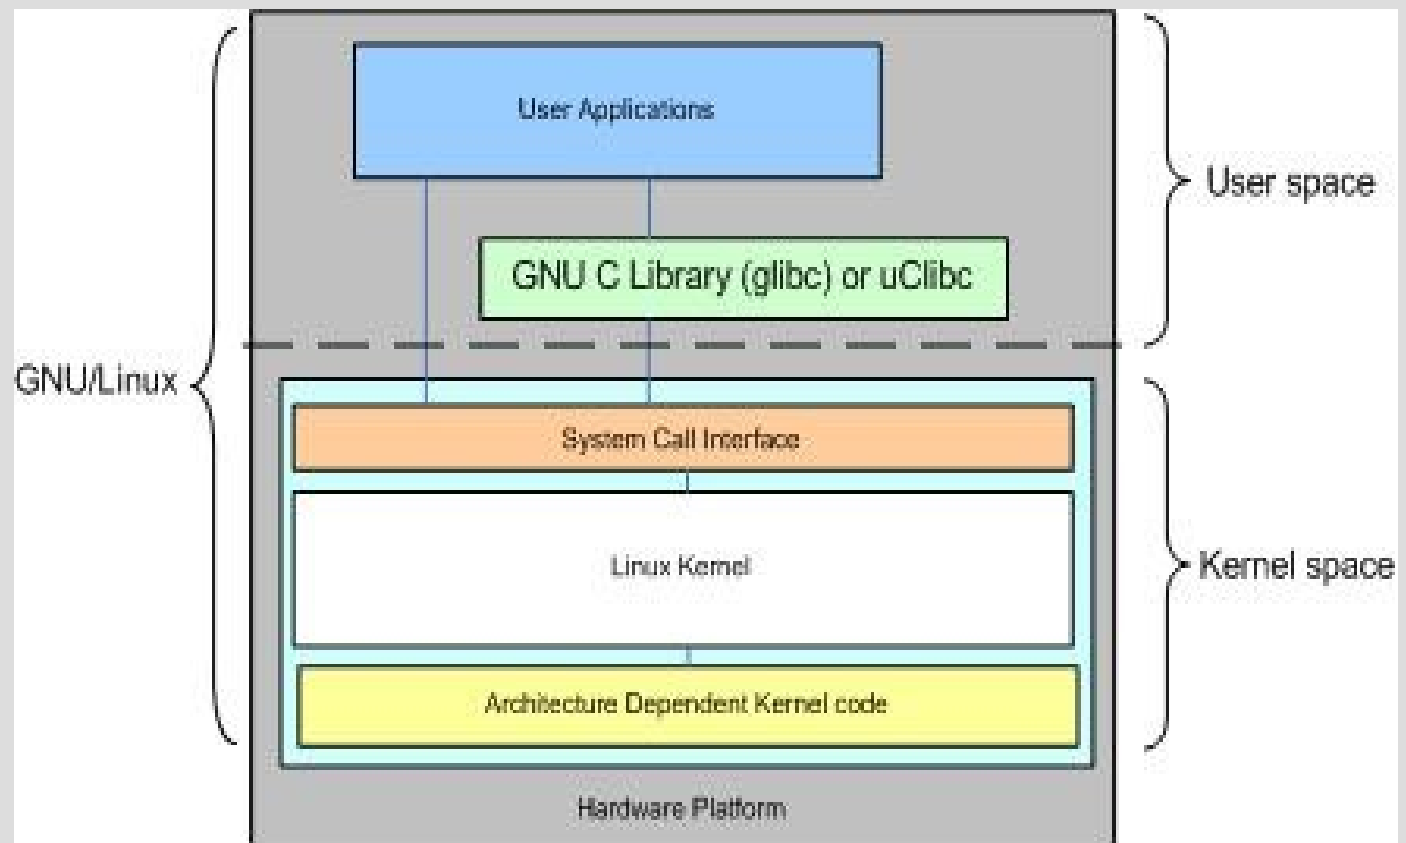 User Applications
User space
GNU C Library (glibc) or uClibc
GNU/Linux
System Call Interface
Linux Kernel
Kernel space
Architecture Dependent Kernel code
Hardware Platform